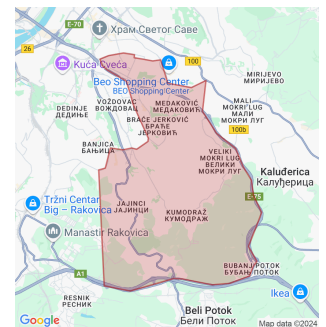 E-70
Храм Светог Саве
26
Kuća Cveća
100
Beo Shopping Center
BEO Shopping Center
MIRIJEVO
МИРИЈЕВО
VOŽDOVAC
ВОЖДОВАЦ
MEDAKOVIĆ
МЕДАКОВИЋ
DEDINJE
ДЕДИЊЕ
MALI
MOKRI LUG
МАЛИ
МОКРИ ЛУГ
BRAĆE JERKOVIĆ
БРАЋЕ
ЈЕРКОВИЋ
100b
BANJICA
БАЊИЦА
VELIKI
MOKRI LUG
ВЕЛИКИ
МОКРИ ЛУГ
Kaluđerica
Калуђерица
E-75
Tržni Centar
Big – Rakovica
JAJINCI
ЈАЈИНЦИ
KUMODRAŽ
КУМОДРАЖ
Manastir Rakovica
BUBANJ POTOK
БУБАЊ ПОТОК
A1
Ikea
RESNIK
РЕСНИК
Beli Potok
Бели Поток
Google
Map data ©2024